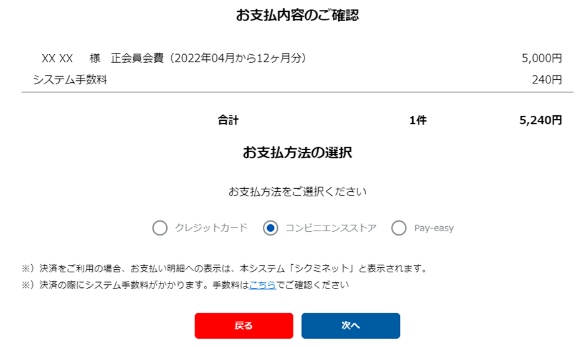 お支払内容のご確認
XX XX 様 正会員会費（2022年04月から12ヶ月分） 5,000円
システム手数料 240円
合計 1件 5,240円
お支払方法の選択
お支払方法をご選択ください
クレジットカード コンビニエンスストア Pay-easy
※）決済をご利用の場合、お支払い明細への表示は、本システム「シクミネット」と表示されます。
※）決済の際にシステム手数料がかかります。手数料はこちらでご確認ください
戻る 次へ